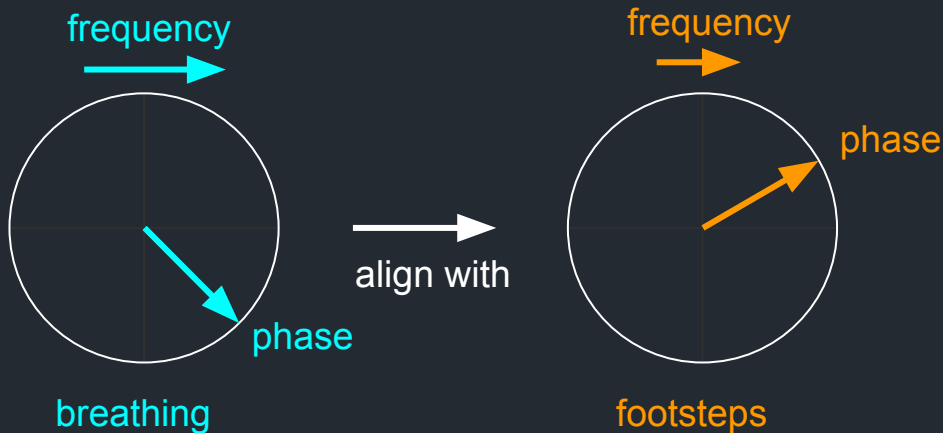 frequency
phase
breathing
align with
frequency
phase
footsteps